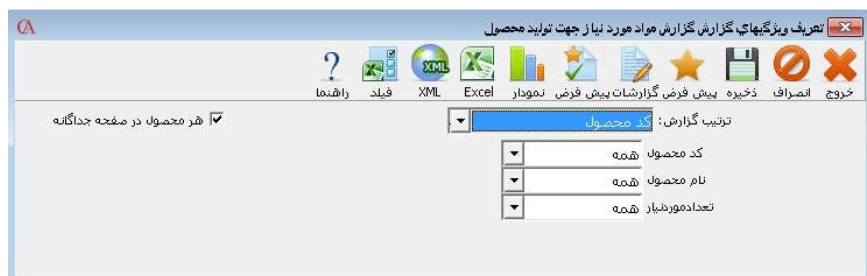 تعریف ویژگیهاي گزارش گزارش مواد مورد نیاز جهت تولید محصول
خروج انصراف ذخیره پیش فرض گزارشات پیش فرض نمودار Excel XML فیلد راهنما
ترتیب گزارش: کد محصول هر محصول در صفحه جداگانه
کد محصول همه
نام محصول همه
تعدادموردنیاز همه